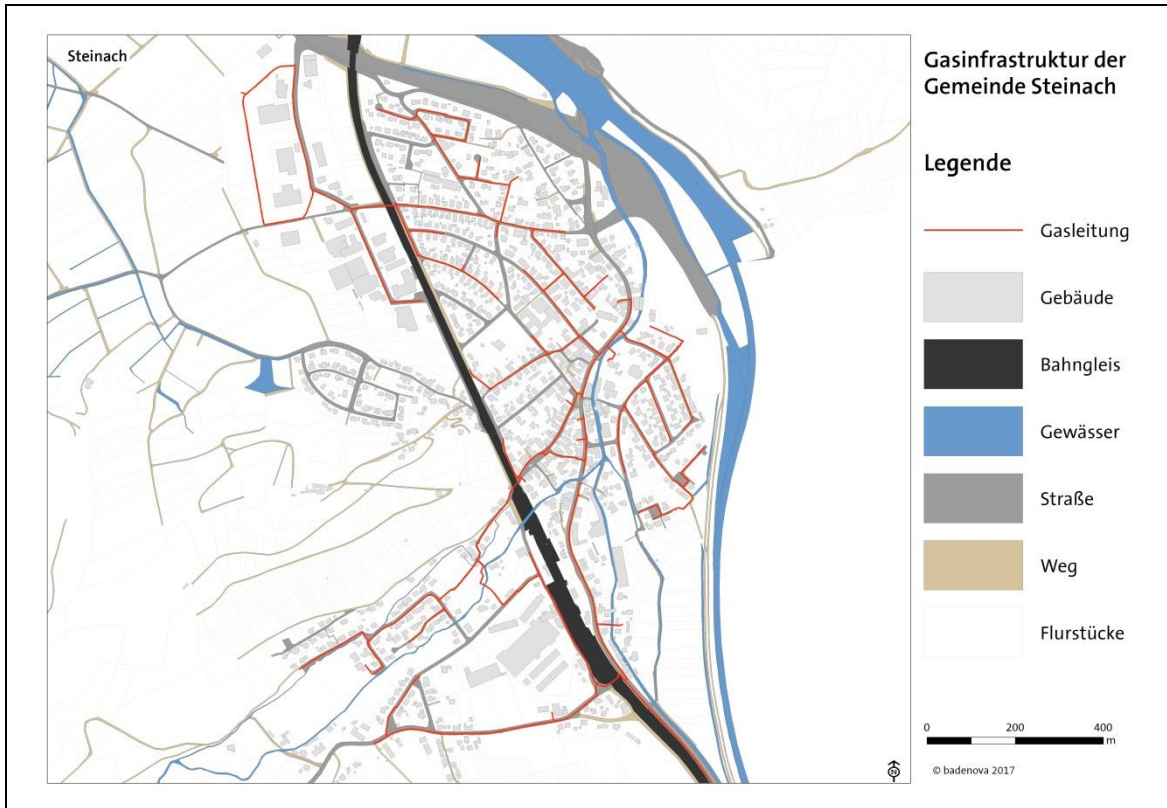 Steinach
Gasinfrastruktur der
Gemeinde Steinach
Legende
Gasleitung
Gebäude
Bahngleis
Gewässer
Straße
Weg
Flurstücke
0 200 400
m
N
© badenova 2017